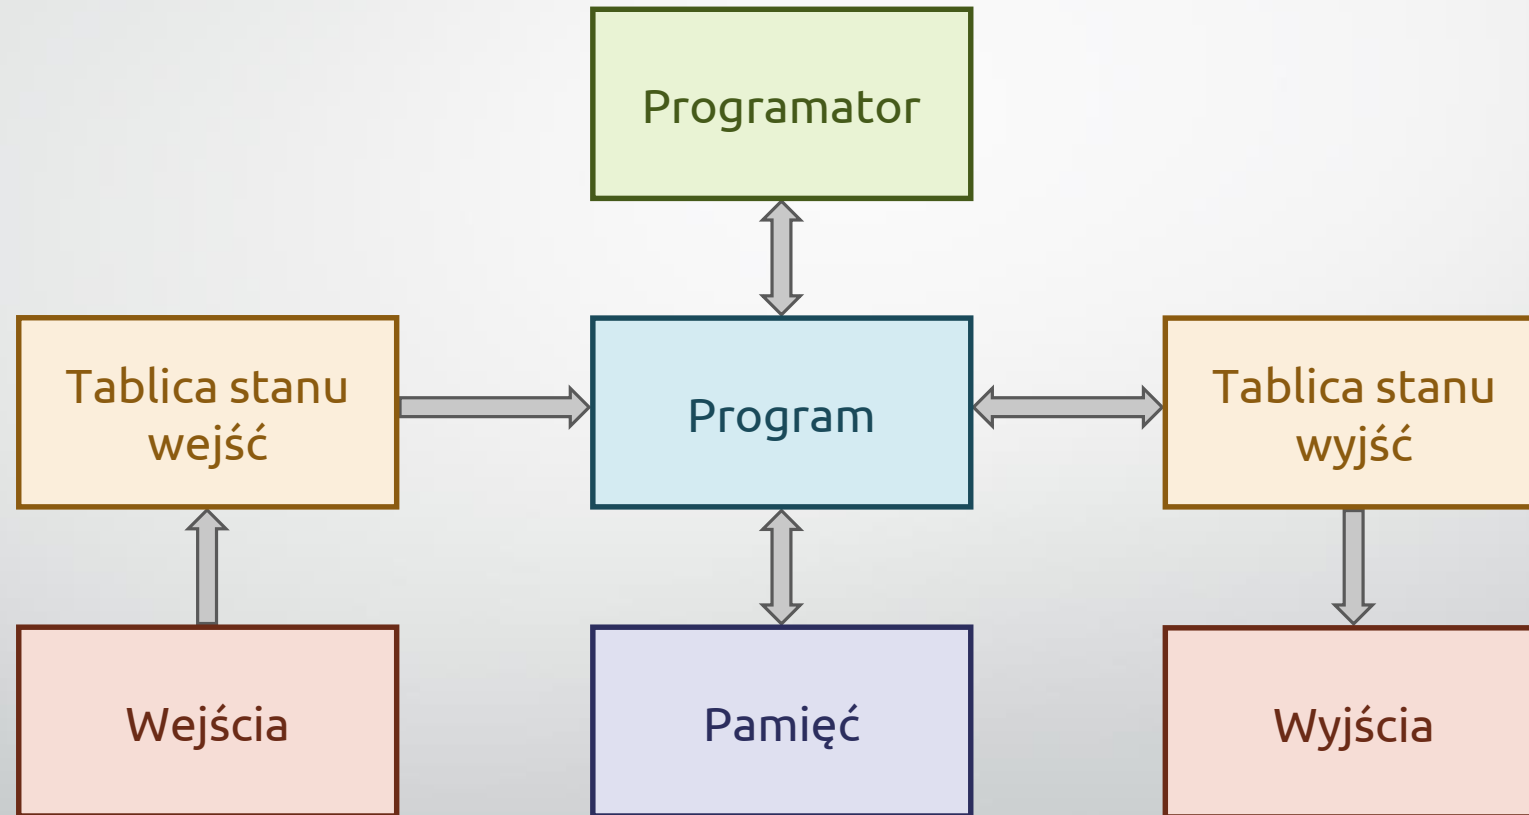 Programator
Tablica stanu
wejść
Program
Tablica stanu
wyjść
Wejścia
Pamięć
Wyjścia